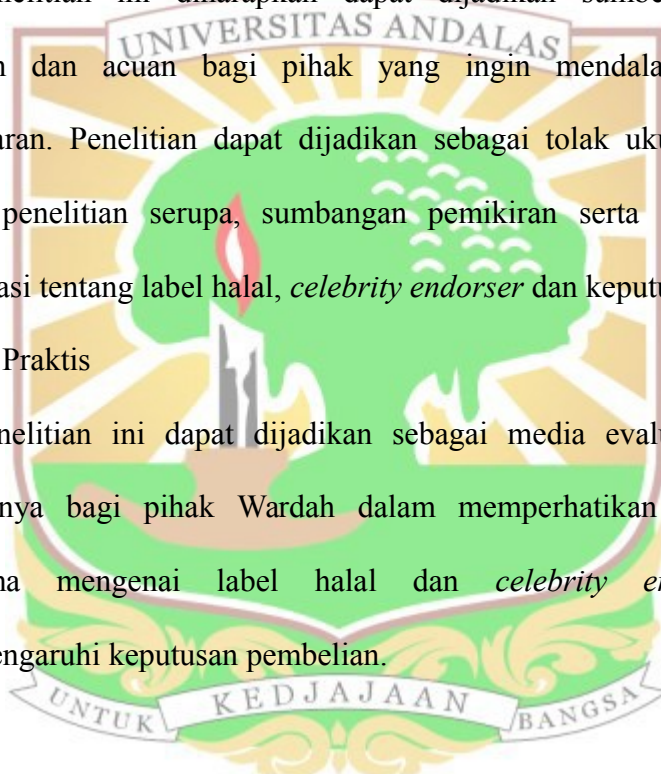 nelitian ini diharapkan dapat dijadikan sumbe
UNIVERSITAS ANDALAS
n dan acuan bagi pihak yang ingin mendala
aran. Penelitian dapat dijadikan sebagai tolak uku
penelitian serupa, sumbangan pemikiran serta
asi tentang label halal, celebrity endorser dan keputu
Praktis
nelitian ini dapat dijadikan sebagai media evalu
nya bagi pihak Wardah dalam memperhatikan
na mengenai label halal dan celebrity en
engaruhi keputusan pembelian.
UNTUK KEDJAJAAN BANGSA